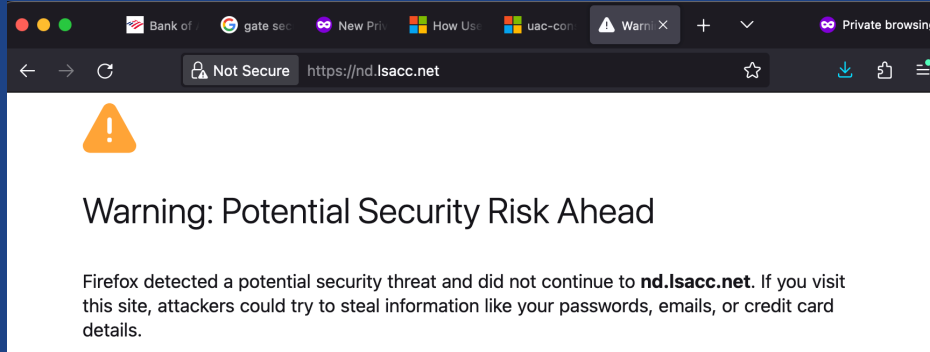 Bank of
gate sec
New Priv
How Use
uac-con
Warni
Private browsing
Not Secure
https://nd.lsacc.net
Warning: Potential Security Risk Ahead
Firefox detected a potential security threat and did not continue to nd.lsacc.net. If you visit
this site, attackers could try to steal information like your passwords, emails, or credit card
details.